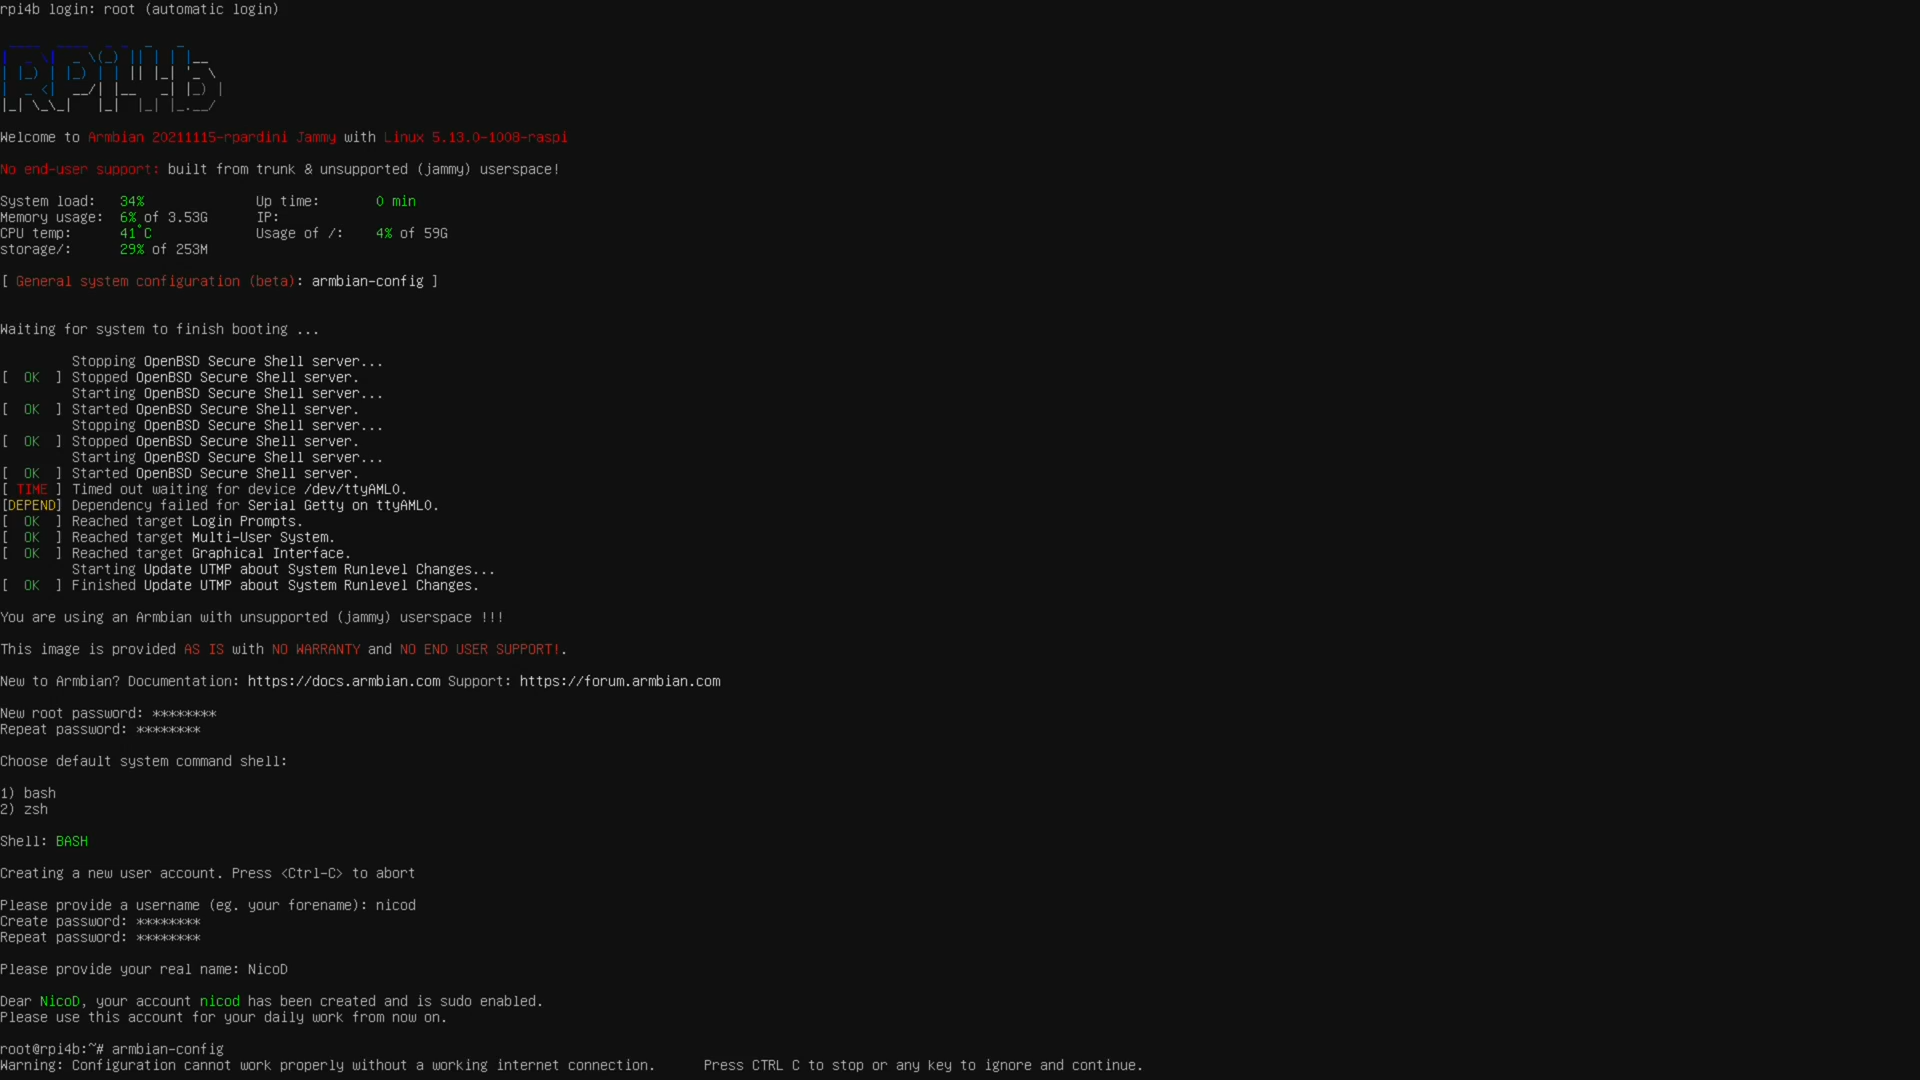 rpi4b login: root (automatic login)
 ____  ____  _ _  _   _
|  _ \|  _ \(_) || | | |__
| |_) | |_) | | || |_| '_ \
|  _ <|  __/| |__   _| |_) |
|_| \_\_|   |_|  |_| |_.__/
Welcome to Armbian 20211115-rpardini Jammy with Linux 5.13.0-1008-raspi
No end-user support: built from trunk & unsupported (jammy) userspace!
System load:   34%              Up time:       0 min
Memory usage:  6% of 3.53G      IP:
CPU temp:      41°C             Usage of /:    4% of 59G
storage/:      29% of 253M
[ General system configuration (beta): armbian-config ]
Waiting for system to finish booting ...
         Stopping OpenBSD Secure Shell server...
[  OK  ] Stopped OpenBSD Secure Shell server.
         Starting OpenBSD Secure Shell server...
[  OK  ] Started OpenBSD Secure Shell server.
         Stopping OpenBSD Secure Shell server...
[  OK  ] Stopped OpenBSD Secure Shell server.
         Starting OpenBSD Secure Shell server...
[  OK  ] Started OpenBSD Secure Shell server.
[ TIME ] Timed out waiting for device /dev/ttyAML0.
[DEPEND] Dependency failed for Serial Getty on ttyAML0.
[  OK  ] Reached target Login Prompts.
[  OK  ] Reached target Multi-User System.
[  OK  ] Reached target Graphical Interface.
         Starting Update UTMP about System Runlevel Changes...
[  OK  ] Finished Update UTMP about System Runlevel Changes.
You are using an Armbian with unsupported (jammy) userspace !!!
This image is provided AS IS with NO WARRANTY and NO END USER SUPPORT!.
New to Armbian? Documentation: https://docs.armbian.com Support: https://forum.armbian.com
New root password: ********
Repeat password: ********
Choose default system command shell:
1) bash
2) zsh
Shell: BASH
Creating a new user account. Press <Ctrl-C> to abort
Please provide a username (eg. your forename): nicod
Create password: ********
Repeat password: ********
Please provide your real name: NicoD
Dear NicoD, your account nicod has been created and is sudo enabled.
Please use this account for your daily work from now on.
root@rpi4b:~# armbian-config
Warning: Configuration cannot work properly without a working internet connection.      Press CTRL C to stop or any key to ignore and continue.